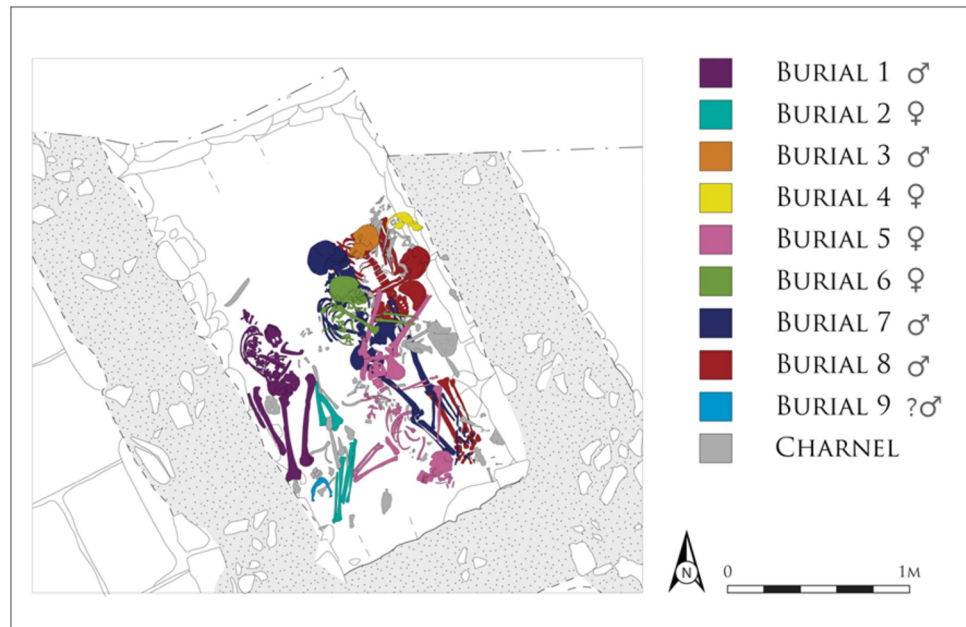 BURIAL 1 ♂
BURIAL 2 ♀
BURIAL 3 ♂
BURIAL 4 ♀
BURIAL 5 ♀
BURIAL 6 ♀
BURIAL 7 ♂
BURIAL 8 ♂
BURIAL 9 ?♂
CHARNEL
N
0 1M